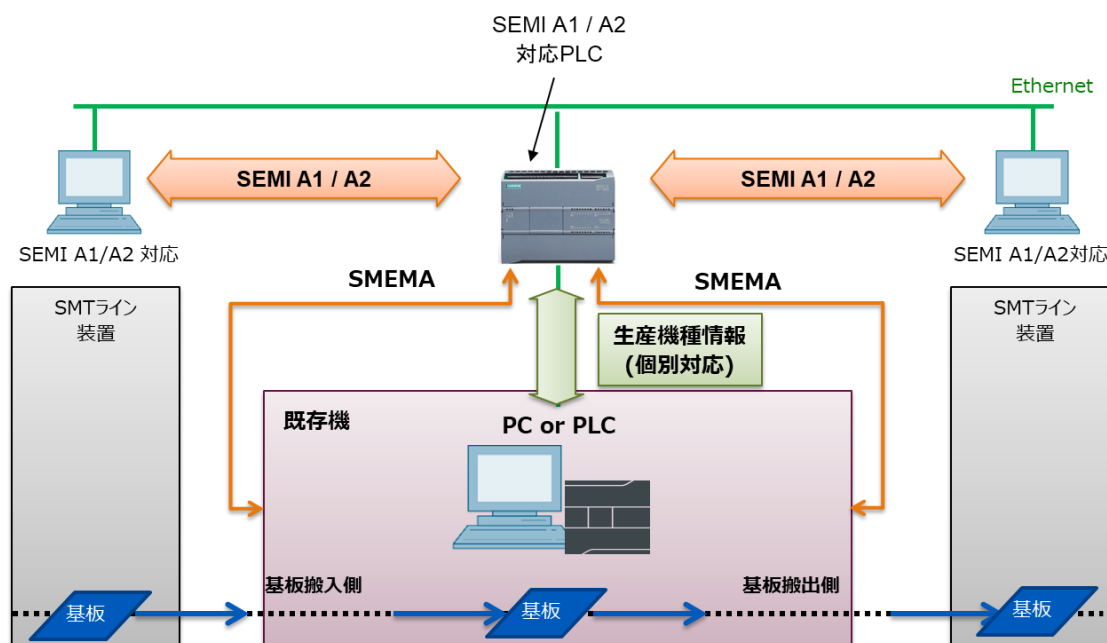 SEMI A1 / A2
対応PLC
Ethernet
SEMI A1 / A2
SEMI A1 / A2
SIEMENS
SEMI A1/A2 対応
SEMI A1/A2対応
SMEMA
SMEMA
SMTライン
装置
SMTライン
装置
生産機種情報
(個別対応)
既存機
PC or PLC
基板搬入側
基板搬出側
基板
基板
基板